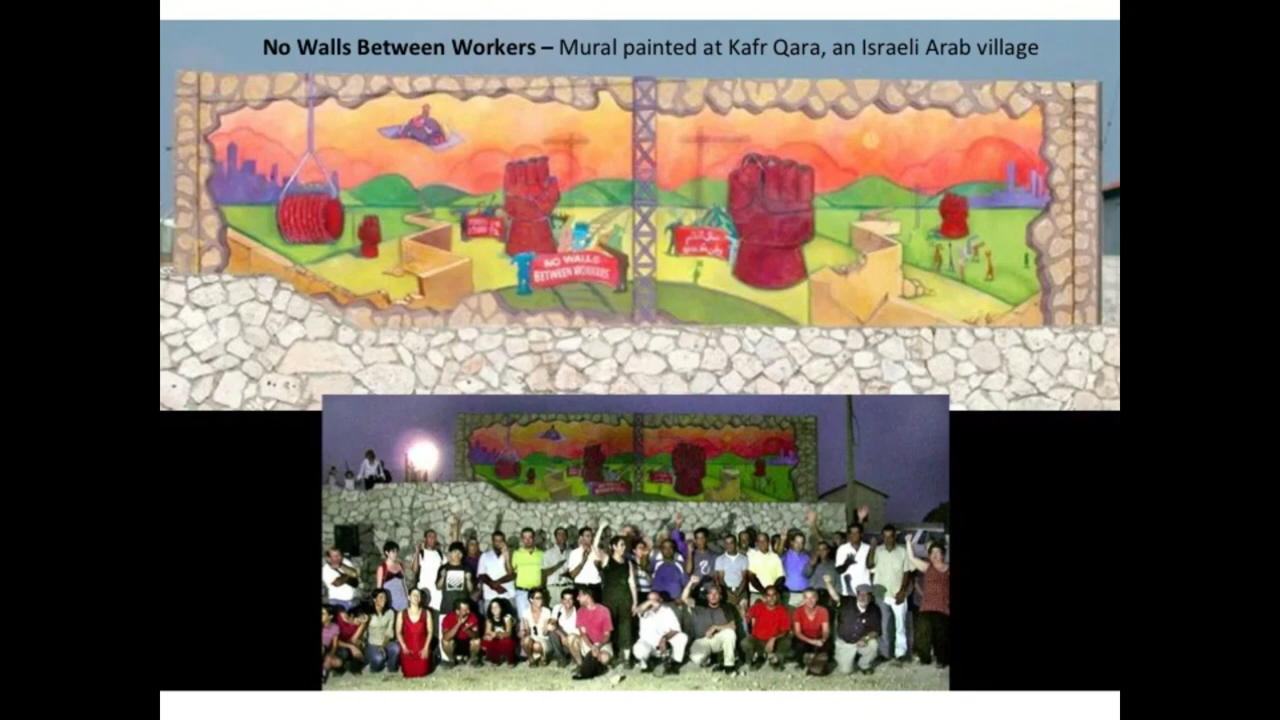 No Walls Between Workers – Mural painted at Kafr Qara, an Israeli Arab village
NO WALLS
BETWEEN WORKERS